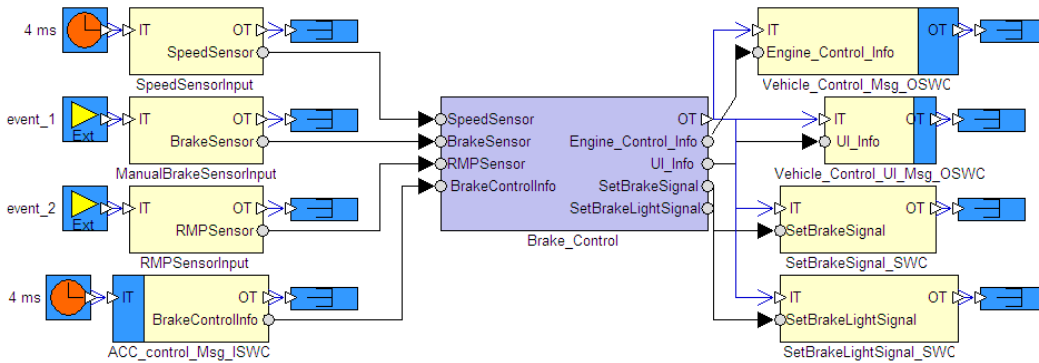 4 ms
IT OT
SpeedSensor
SpeedSensorInput
event_1
Ext
IT OT
BrakeSensor
ManualBrakeSensorInput
event_2
Ext
IT OT
RMPSensor
RMPSensorInput
4 ms
IT OT
BrakeControlInfo
ACC_control_Msg_ISWC
SpeedSensor
BrakeSensor
RMPSensor
BrakeControlInfo
OT
Engine_Control_Info
UI_Info
SetBrakeSignal
SetBrakeLightSignal
Brake_Control
IT OT
Engine_Control_Info
Vehicle_Control_Msg_OSWC
IT OT
UI_Info
Vehicle_Control_UI_Msg_OSWC
IT OT
SetBrakeSignal
SetBrakeSignal_SWC
IT OT
SetBrakeLightSignal
SetBrakeLightSignal_SWC